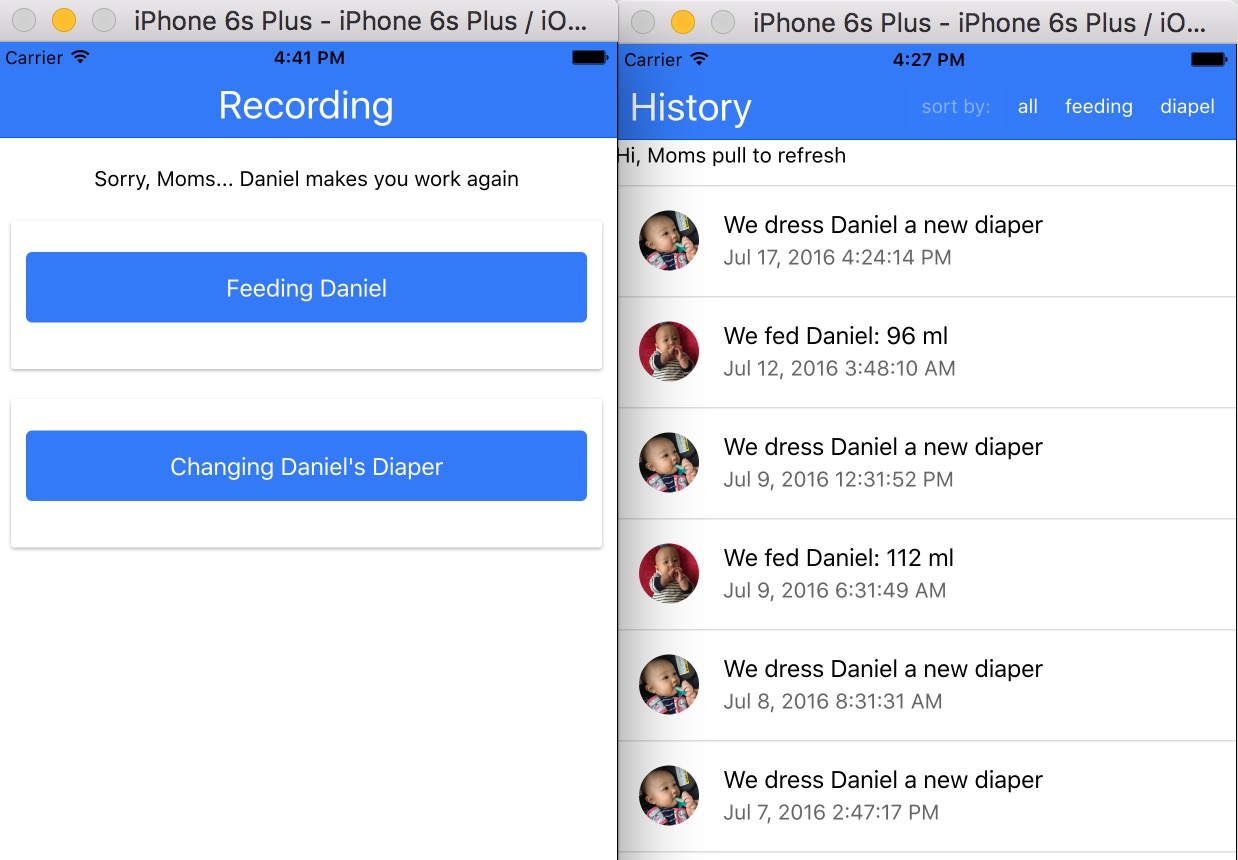 iPhone 6s Plus - iPhone 6s Plus / iO...
Carrier 4:41 PM
Recording
Sorry, Moms... Daniel makes you work again
Feeding Daniel
Changing Daniel's Diaper
iPhone 6s Plus - iPhone 6s Plus / iO...
Carrier 4:27 PM
History sort by: all feeding diapel
Hi, Moms pull to refresh
We dress Daniel a new diaper
Jul 17, 2016 4:24:14 PM
We fed Daniel: 96 ml
Jul 12, 2016 3:48:10 AM
We dress Daniel a new diaper
Jul 9, 2016 12:31:52 PM
We fed Daniel: 112 ml
Jul 9, 2016 6:31:49 AM
We dress Daniel a new diaper
Jul 8, 2016 8:31:31 AM
We dress Daniel a new diaper
Jul 7, 2016 2:47:17 PM